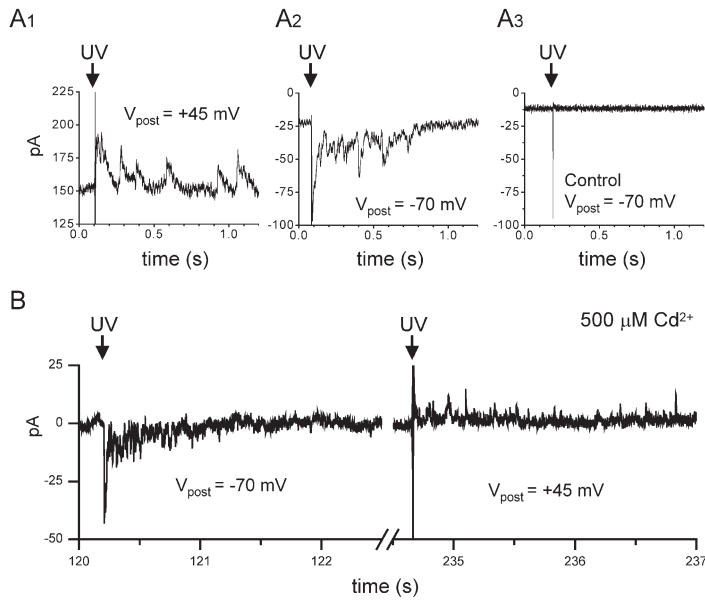 A1
A2
A3
UV
UV
UV
225
200
175
150
125
pA
Vpost = +45 mV
0.0 0.5 1.0
time (s)
0
-25
-50
-75
-100
Vpost = -70 mV
0.0 0.5 1.0
time (s)
0
-25
-50
-75
-100
Control
Vpost = -70 mV
0.0 0.5 1.0
time (s)
B
UV
UV
500 μM Cd2+
25
0
-25
-50
pA
Vpost = -70 mV
Vpost = +45 mV
120 121 122 235 236 237
time (s)